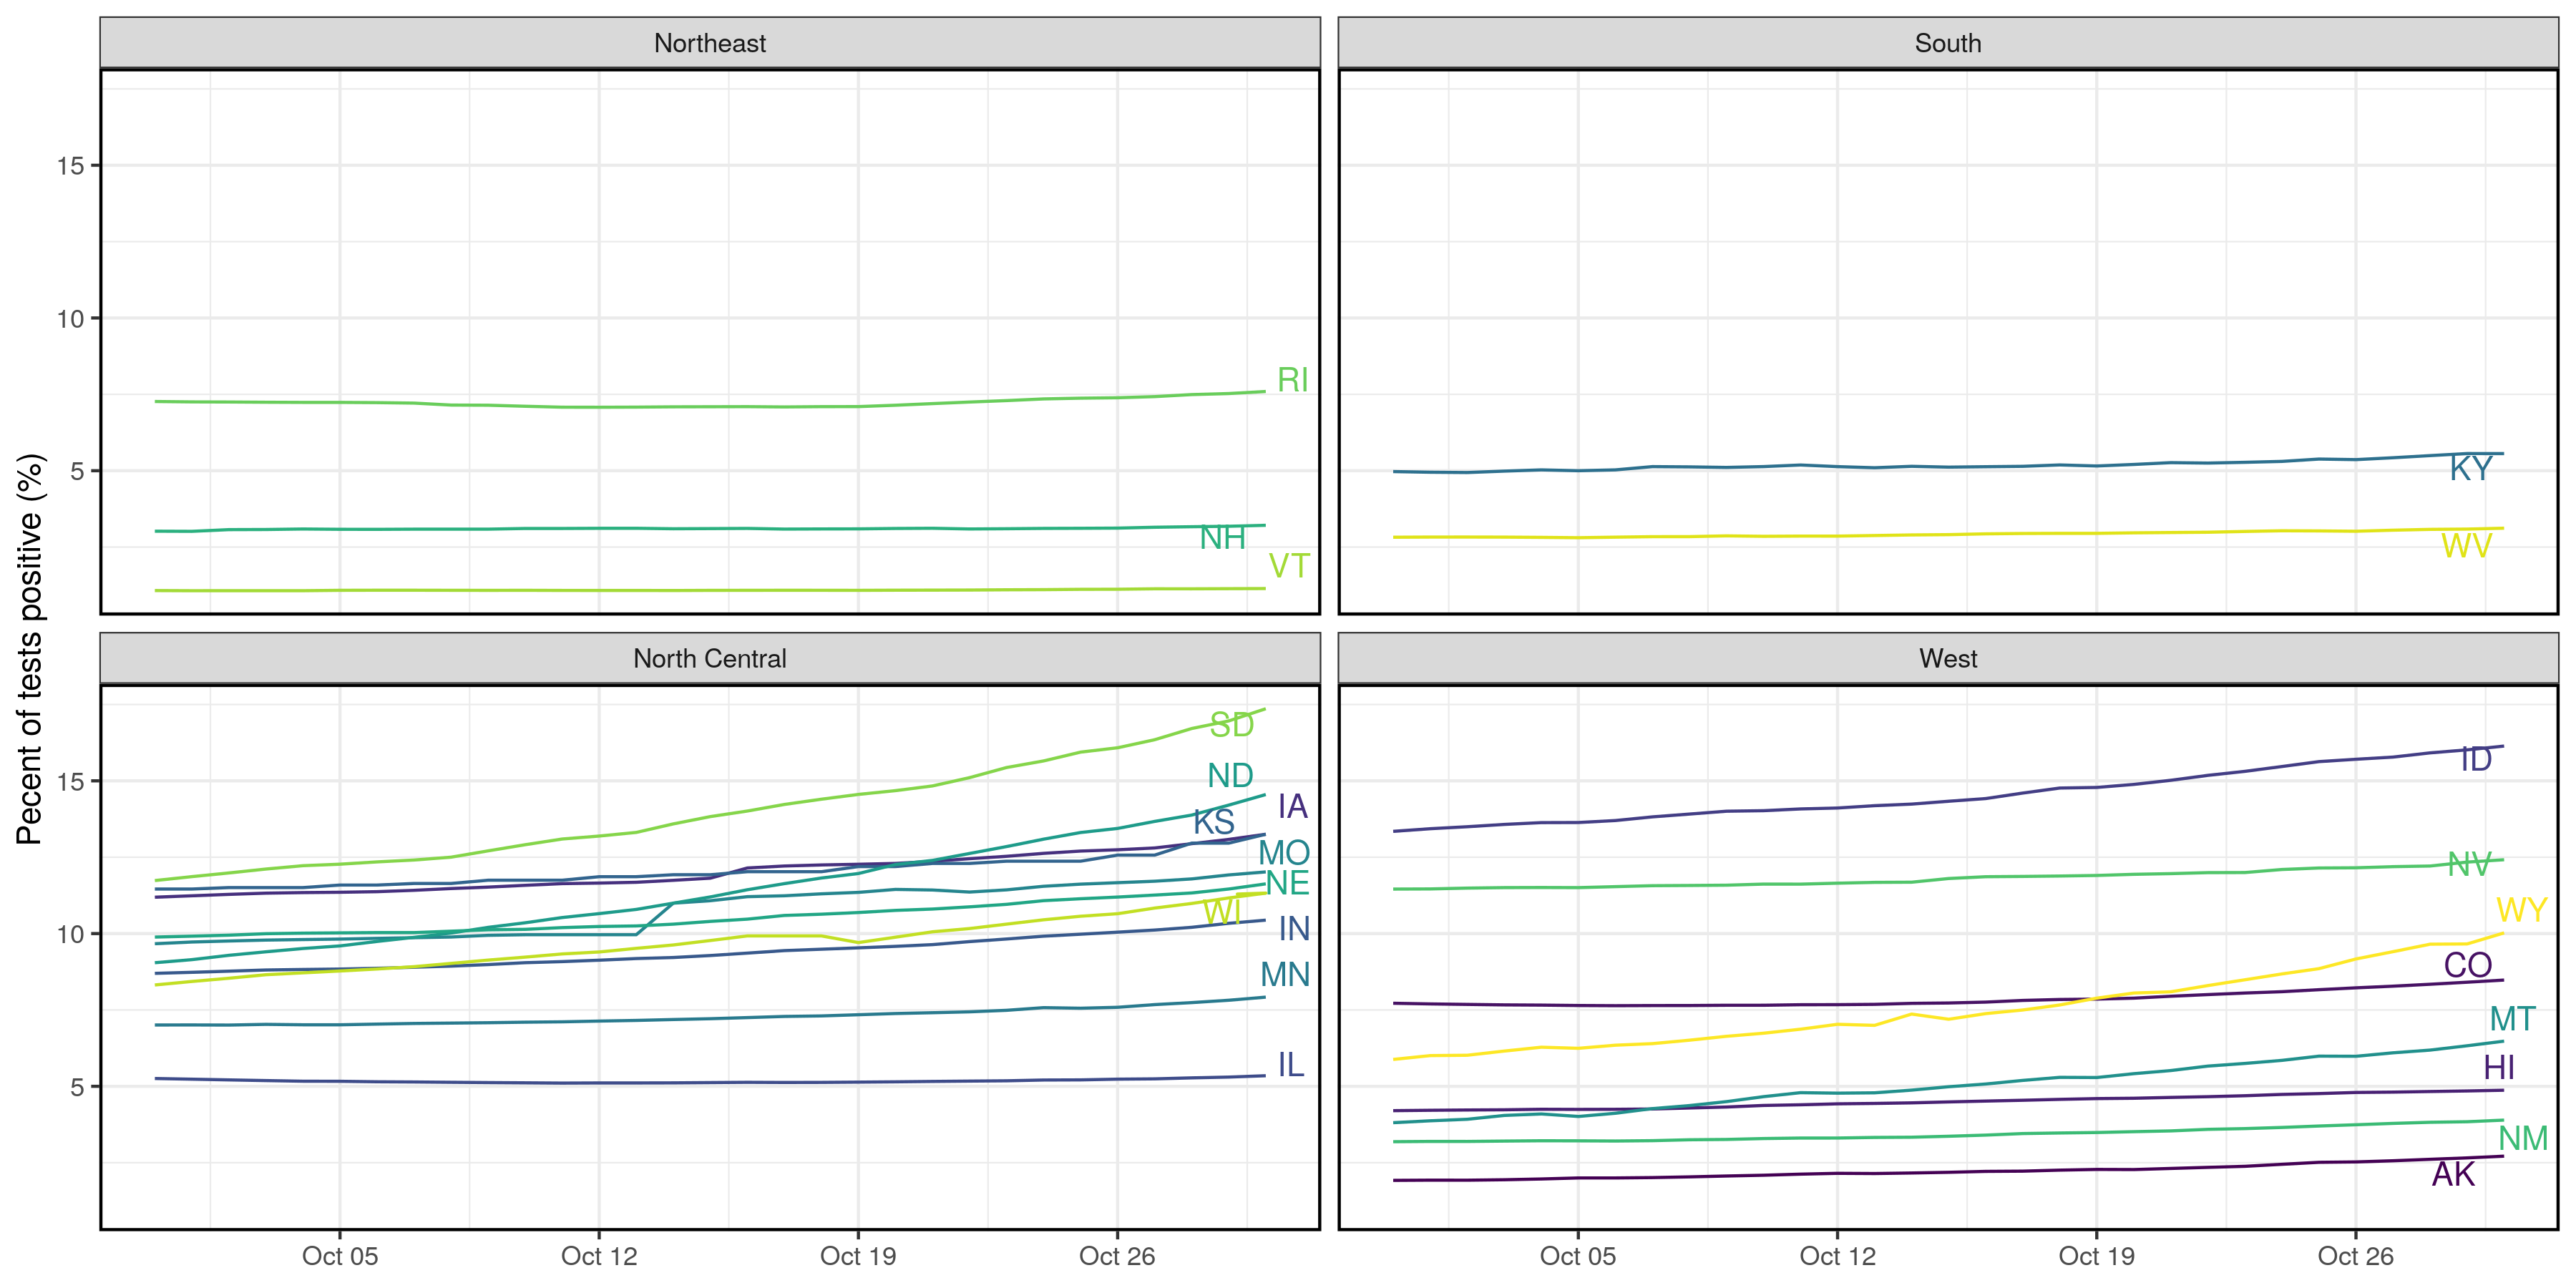 Northeast
South
Pecent of tests positive (%)
15
10
5
RI
NH
VT
KY
WV
North Central
West
15
10
5
SD
ND
IA
KS
MO
NE
WI
IN
MN
IL
ID
NV
WY
CO
MT
HI
NM
AK
Oct 05
Oct 12
Oct 19
Oct 26
Oct 05
Oct 12
Oct 19
Oct 26